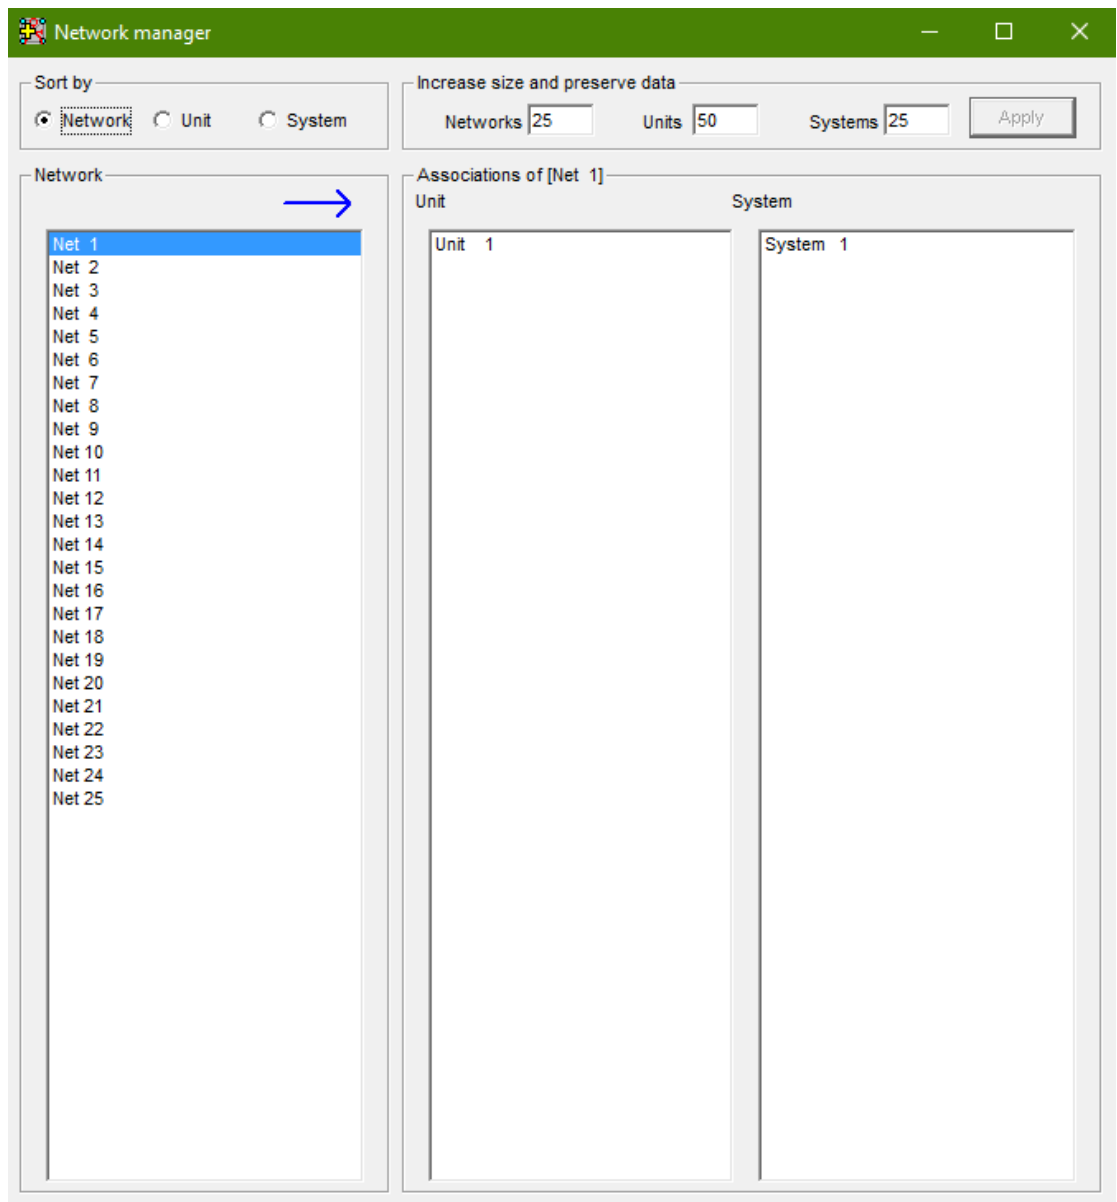 Network manager
Sort by
Network Unit System
Increase size and preserve data
Networks 25 Units 50 Systems 25 Apply
Network
Net 1
Net 2
Net 3
Net 4
Net 5
Net 6
Net 7
Net 8
Net 9
Net 10
Net 11
Net 12
Net 13
Net 14
Net 15
Net 16
Net 17
Net 18
Net 19
Net 20
Net 21
Net 22
Net 23
Net 24
Net 25
Associations of [Net 1]
Unit System
Unit 1 System 1